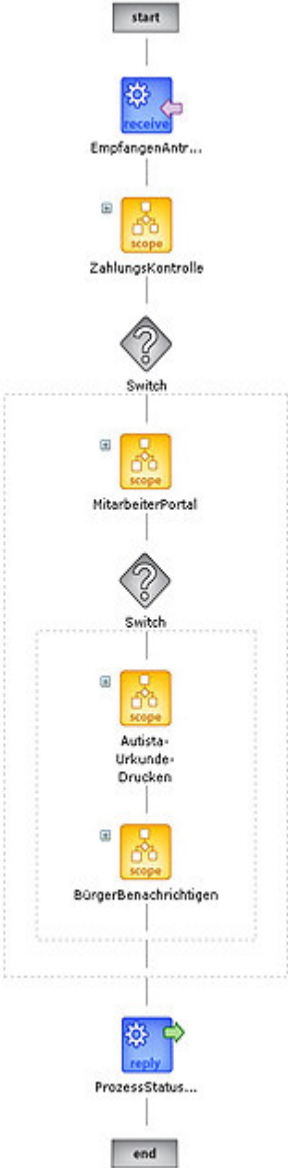 start
receive
EmpfangenAntr...
scope
ZahlungsKontrolle
Switch
scope
MitarbeiterPortal
Switch
scope
Autista-
Urkunde-
Drucken
scope
BürgerBenachrichtigen
reply
ProzessStatus...
end